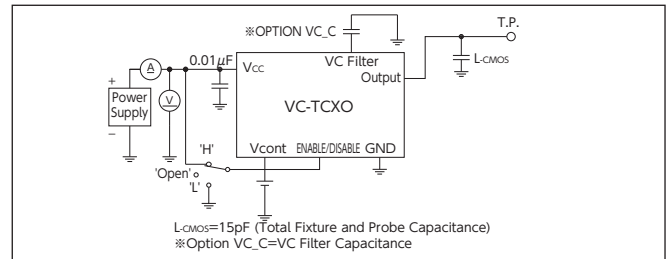 ※OPTION VC_C
T.P.
0.01μF
VCC
VC Filter
Output
L-CMOS
A
V
+
Power
Supply
−
VC-TCXO
Vcont
ENABLE/DISABLE
GND
'H'
'Open'
'L'
L-CMOS=15pF (Total Fixture and Probe Capacitance)
※Option VC_C=VC Filter Capacitance